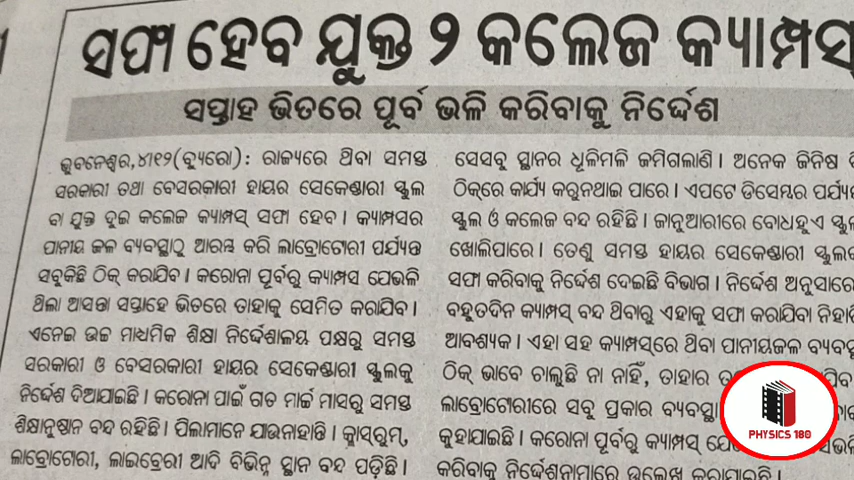 ସଫା ହେବ ଯୁକ୍ତ ୨ କଲେଜ କ୍ୟାମ୍ପସ୍
ସପ୍ତାହ ଭିତରେ ପୂର୍ବ ଭଳି କରିବାକୁ ନିର୍ଦ୍ଦେଶ
ଭୁବନେଶ୍ୱର,୪ା୧୨(ବ୍ୟୁରୋ): ରାଜ୍ୟରେ ଥିବା ସମସ୍ତ
ସରକାରୀ ତଥା ବେସରକାରୀ ହାୟର ସେକେଣ୍ଡାରୀ ସ୍କୁଲ
ବା ଯୁକ୍ତ ଦୁଇ କଲେଜ କ୍ୟାମ୍ପସ୍ ସଫା ହେବ। କ୍ୟାମ୍ପସର
ପାନୀୟ ଜଳ ବ୍ୟବସ୍ଥାଠୁ ଆରମ୍ଭ କରି ଲାବ୍ରୋଟୋରୀ ପର୍ଯ୍ୟନ୍ତ
ସବୁକିଛି ଠିକ୍ କରାଯିବ। କରୋନା ପୂର୍ବରୁ କ୍ୟାମ୍ପସ ଯେଭଳି
ଥିଲା ଆସନ୍ତା ସପ୍ତାହେ ଭିତରେ ତାହାକୁ ସେମିତ କରାଯିବ।
ଏନେଇ ଉଚ୍ଚ ମାଧ୍ୟମିକ ଶିକ୍ଷା ନିର୍ଦ୍ଦେଶାଳୟ ପକ୍ଷରୁ ସମସ୍ତ
ସରକାରୀ ଓ ବେସରକାରୀ ହାୟର ସେକେଣ୍ଡାରୀ ସ୍କୁଲକୁ
ନିର୍ଦ୍ଦେଶ ଦିଆଯାଇଛି। କରୋନା ପାଇଁ ଗତ ମାର୍ଚ୍ଚ ମାସରୁ ସମସ୍ତ
ଶିକ୍ଷାନୁଷ୍ଠାନ ବନ୍ଦ ରହିଛି। ପିଲାମାନେ ଯାଉନାହାନ୍ତି। କ୍ଲାସ୍‌ରୁମ୍,
ଲାବ୍ରୋଟୋରୀ, ଲାଇବ୍ରେରୀ ଆଦି ବିଭିନ୍ନ ସ୍ଥାନ ବନ୍ଦ ପଡ଼ିଛି।
ସେସବୁ ସ୍ଥାନର ଧୂଳିମଳି ଜମିଗଲାଣି। ଅନେକ ଜିନିଷ
ଠିକ୍‌ରେ କାର୍ଯ୍ୟ କରୁନଥାଇ ପାରେ। ଏପଟେ ଡିସେମ୍ବର ପର୍ଯ୍ୟନ୍ତ
ସ୍କୁଲ ଓ କଲେଜ ବନ୍ଦ ରହିଛି। ଜାନୁଆରୀରେ ବୋଧହୁଏ ସ୍କୁଲ
ଖୋଲିପାରେ। ତେଣୁ ସମସ୍ତ ହାୟର ସେକେଣ୍ଡାରୀ ସ୍କୁଲକୁ
ସଫା କରିବାକୁ ନିର୍ଦ୍ଦେଶ ଦେଇଛି ବିଭାଗ। ନିର୍ଦ୍ଦେଶ ଅନୁସାରେ
ବହୁତଦିନ କ୍ୟାମ୍ପସ୍ ବନ୍ଦ ଥିବାରୁ ଏହାକୁ ସଫା କରାଯିବା ନିହାତି
ଆବଶ୍ୟକ। ଏହା ସହ କ୍ୟାମ୍ପସ୍‌ରେ ଥିବା ପାନୀୟଜଳ ବ୍ୟବସ୍ଥା
ଠିକ୍ ଭାବେ ଚାଲୁଛି ନା ନାହିଁ, ତାହାର
ଲାବ୍ରୋଟୋରୀରେ ସବୁ ପ୍ରକାର ବ୍ୟବସ୍ଥା
କୁହାଯାଇଛି। କରୋନା ପୂର୍ବରୁ କ୍ୟାମ୍ପସ୍
କରିବାକୁ ନିର୍ଦ୍ଦେଶନାମାରେ ଉଲ୍ଲେଖ କରାଯାଇଛି।
PHYSICS 180